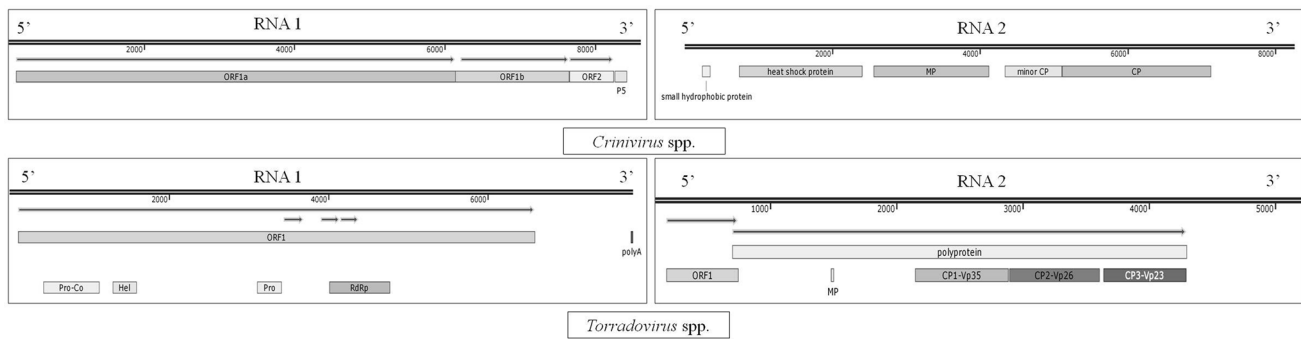 5’ RNA 1 3’
2000 4000 6000 8000
ORF1a ORF1b ORF2
P5
5’ RNA 2 3’
2000 4000 6000 8000
heat shock protein MP minor CP CP
small hydrophobic protein
Crinivirus spp.
5’ RNA 1 3’
2000 4000 6000
ORF1
polyA
Pro-Co Hel Pro RdRp
5’ RNA 2 3’
1000 2000 3000 4000 5000
polyprotein
ORF1 CP1-Vp35 CP2-Vp26 CP3-Vp23
MP
Torradovirus spp.